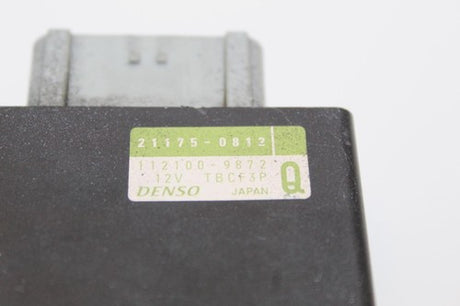 21175-0812
112100-9872
12V TBCF3P Q
DENSO JAPAN